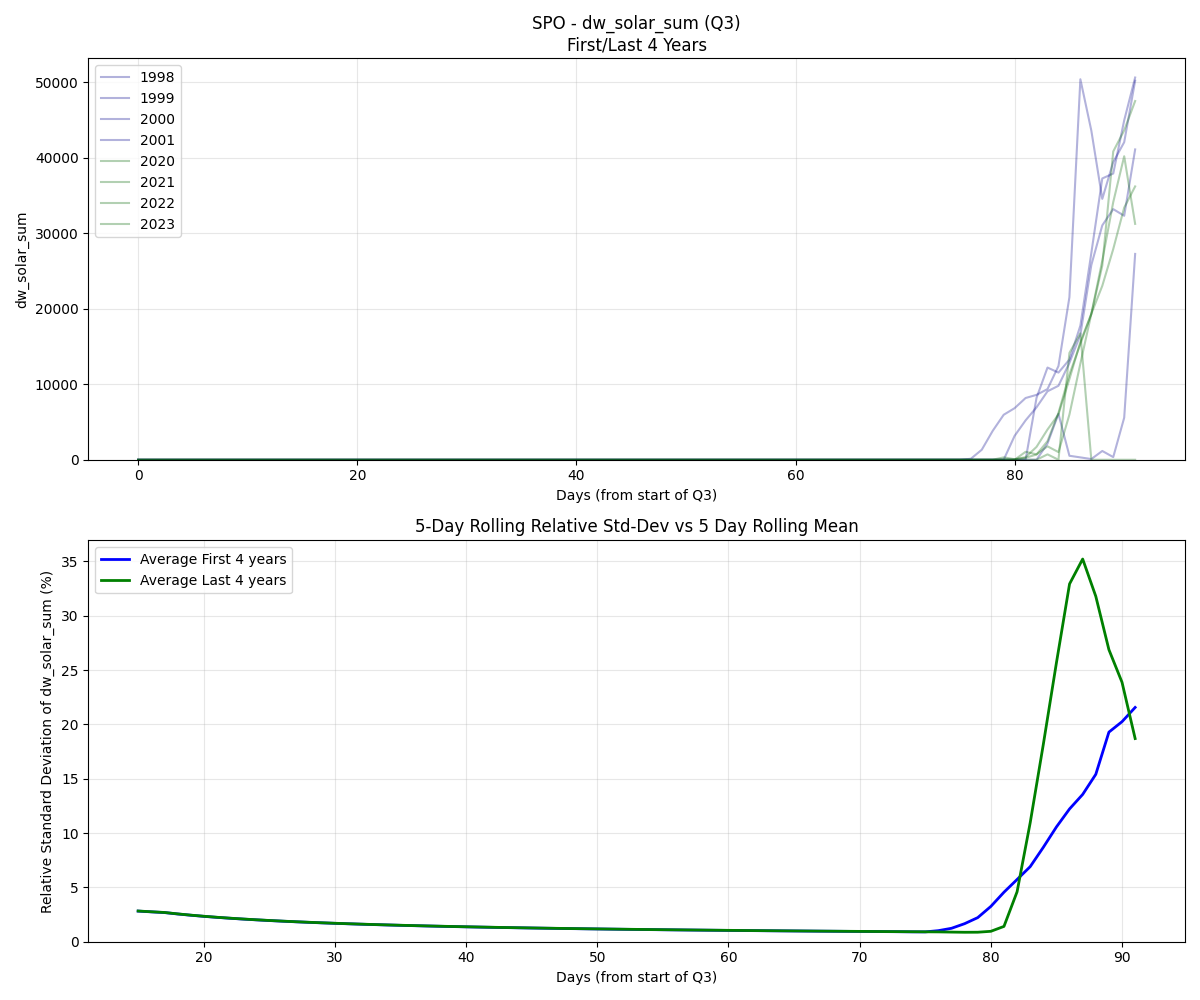 SPO - dw_solar_sum (Q3)
First/Last 4 Years
dw_solar_sum
50000
40000
30000
20000
10000
0
1998
1999
2000
2001
2020
2021
2022
2023
0 20 40 60 80
Days (from start of Q3)
5-Day Rolling Relative Std-Dev vs 5 Day Rolling Mean
Relative Standard Deviation of dw_solar_sum (%)
35
30
25
20
15
10
5
0
Average First 4 years
Average Last 4 years
20 30 40 50 60 70 80 90
Days (from start of Q3)